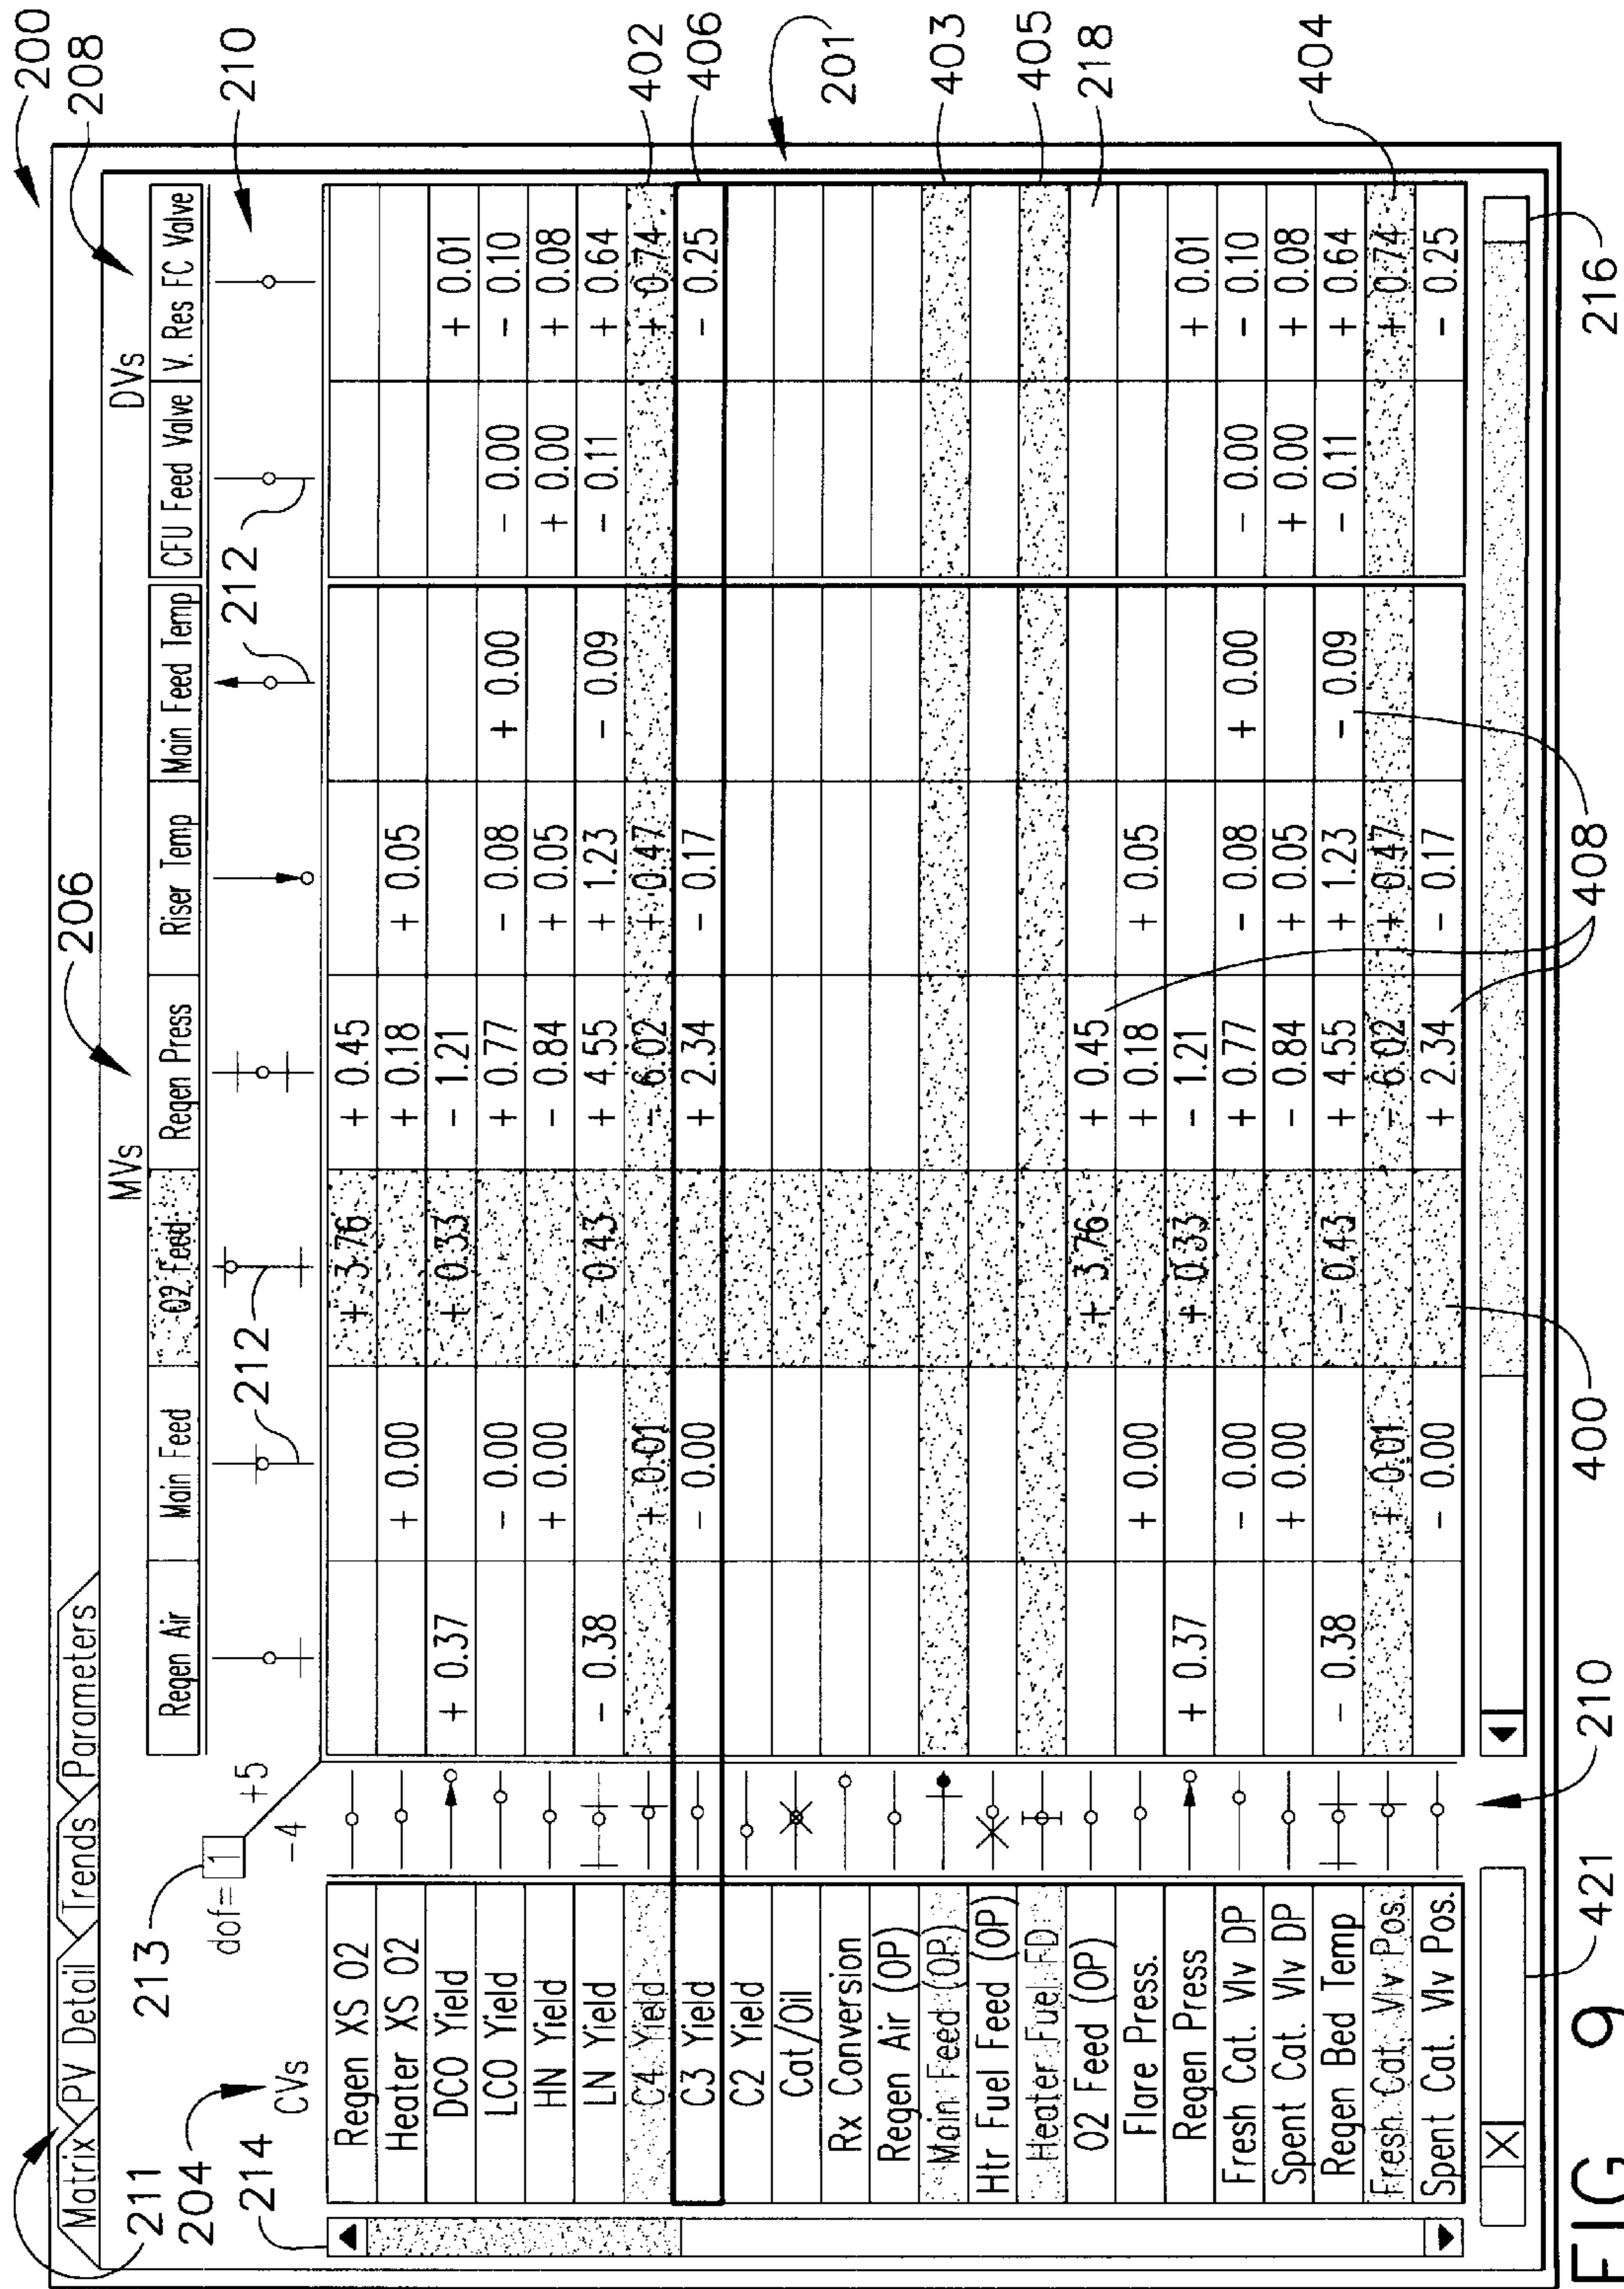 200
208
Matrix PV Detail Trends Parameters
211
206
MVs
DVs
204
CVs
213
dof= 1
-4 +5
210
Regen Air Main Feed O2 Feed Regen Press Riser Temp Main Feed Temp CFU Feed Valve V. Res FC Valve
212 212 212
214
Regen XS O2 + 3.76 + 0.45
Heater XS O2 + 0.00 + 0.18 + 0.05
DCO Yield + 0.37 + 0.33 - 1.21 + 0.01
LCO Yield - 0.00 + 0.77 - 0.08 + 0.00 - 0.00 - 0.10
HN Yield + 0.00 - 0.84 + 0.05 + 0.00 + 0.08
LN Yield - 0.38 - 0.43 + 4.55 + 1.23 - 0.09 - 0.11 + 0.64
C4 Yield + 0.01 - 6.02 + 0.47 + 0.74 402
C3 Yield - 0.00 + 2.34 - 0.17 - 0.25 406
C2 Yield
Cat/Oil
201
Rx Conversion
Regen Air (OP)
Main Feed (OP) 403
Htr Fuel Feed (OP)
Heater Fuel FD 405
O2 Feed (OP) + 3.76 + 0.45 218
Flare Press. + 0.00 + 0.18 + 0.05
Regen Press + 0.37 + 0.33 - 1.21 + 0.01
Fresh Cat. Vlv DP - 0.00 + 0.77 - 0.08 + 0.00 - 0.00 - 0.10
Spent Cat. Vlv DP + 0.00 - 0.84 + 0.05 + 0.00 + 0.08
Regen Bed Temp - 0.38 - 0.43 + 4.55 + 1.23 - 0.09 - 0.11 + 0.64
Fresh Cat. Vlv Pos. + 0.01 - 6.02 + 0.47 + 0.74 404
Spent Cat. Vlv Pos. - 0.00 + 2.34 - 0.17 - 0.25
X
421
210
400
408
216
FIG 9